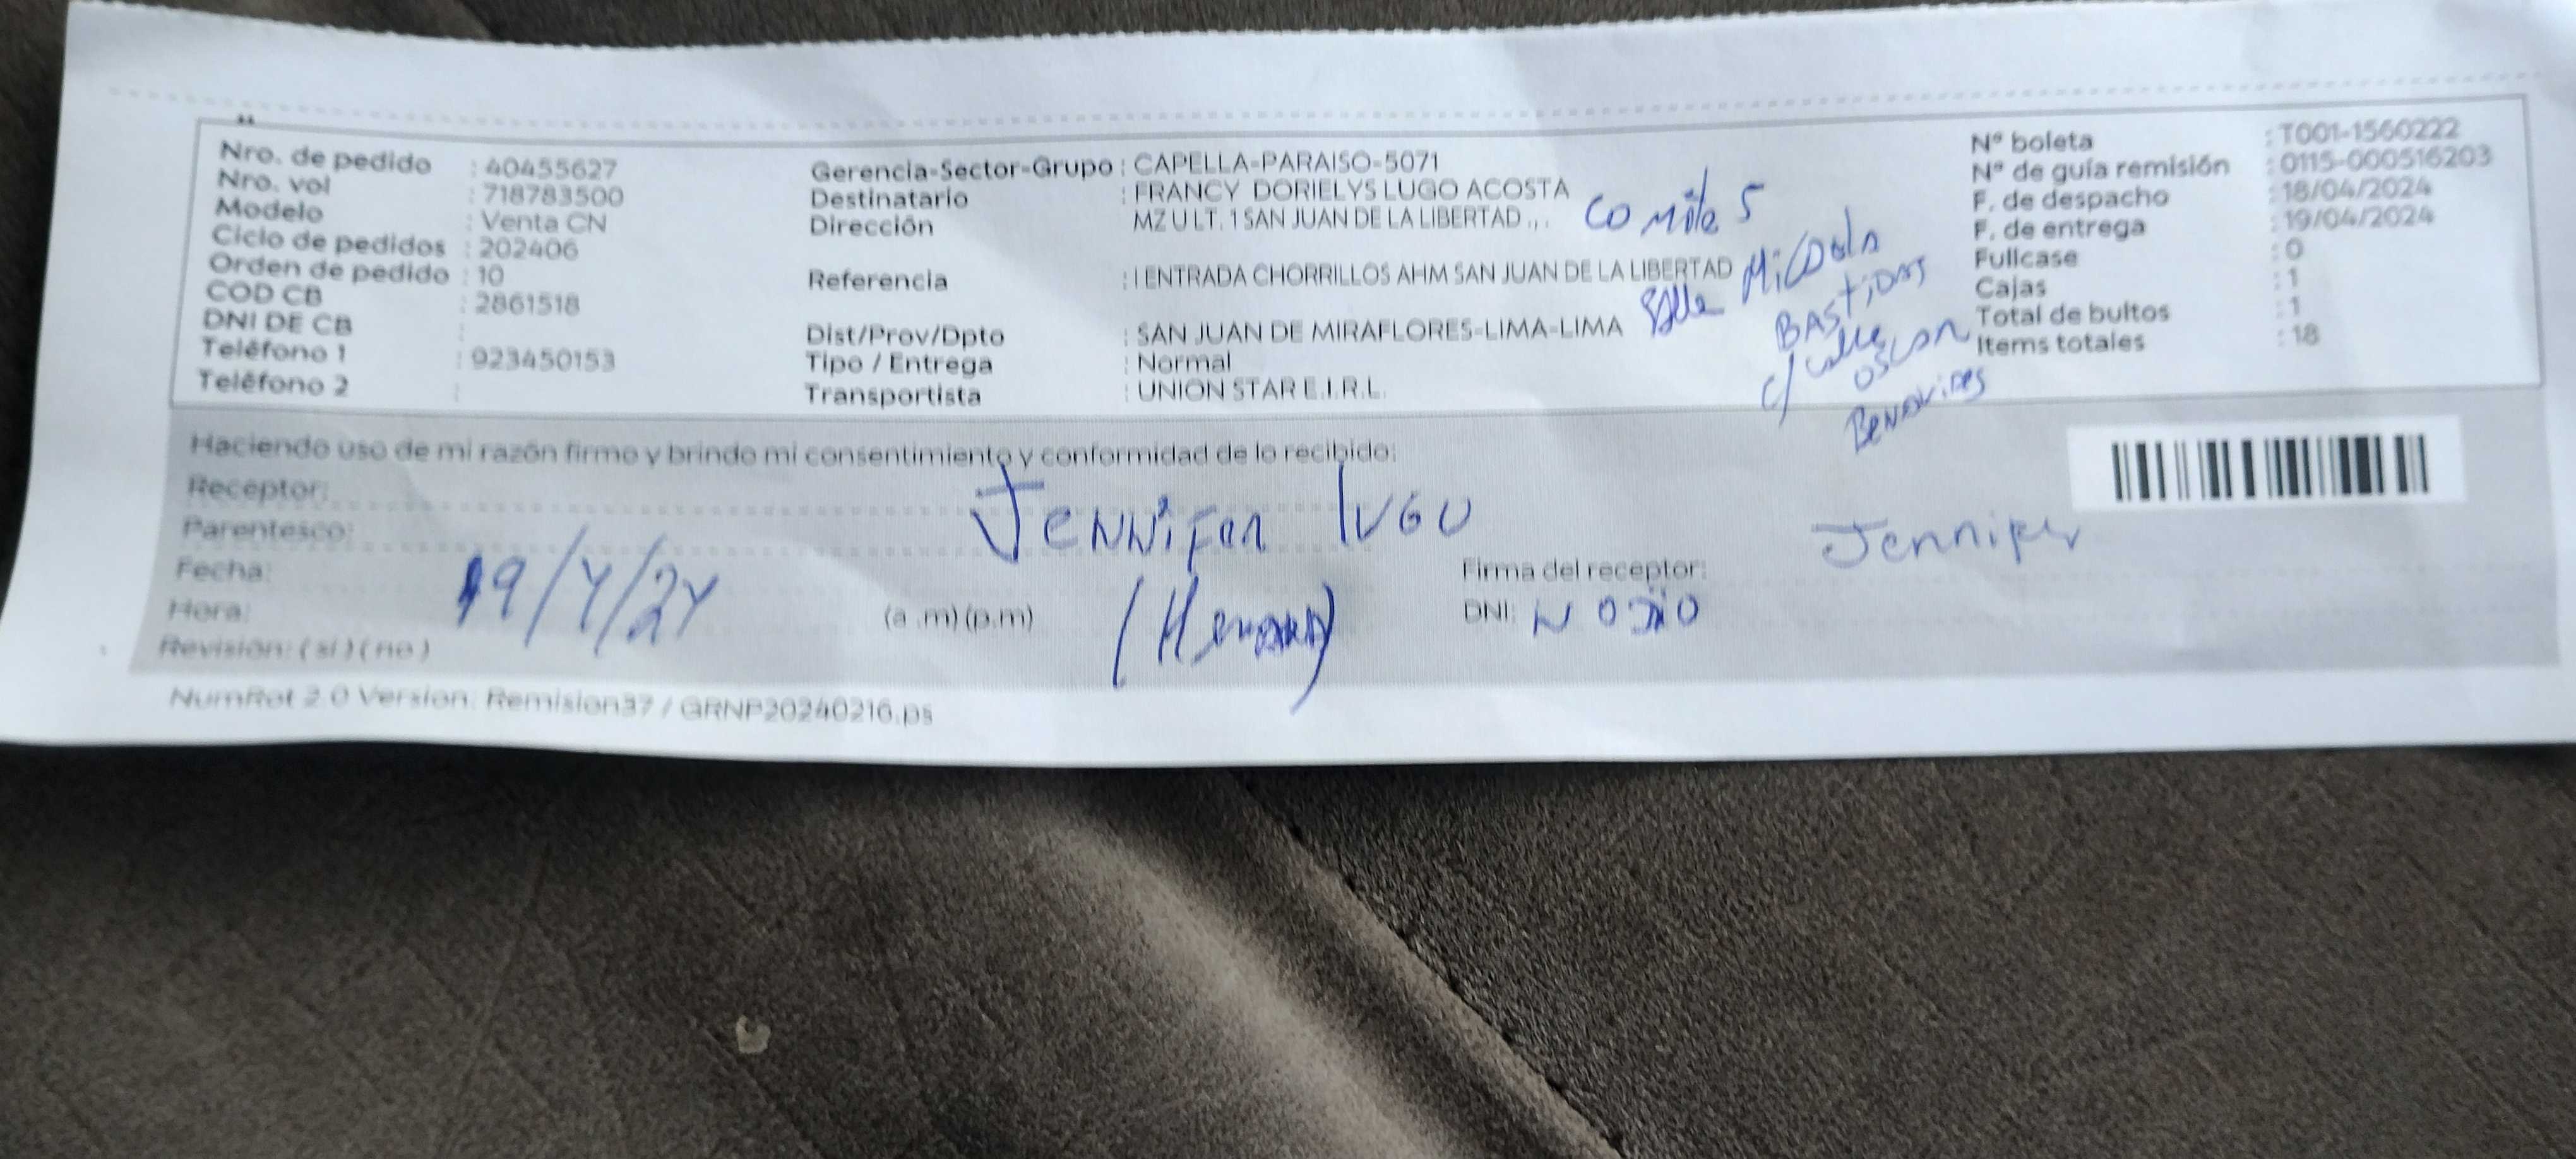 Nro. de pedido : 40455627
Nro. vol : 718783500
Modelo : Venta CN
Ciclo de pedidos : 202406
Orden de pedido : 10
COD CB : 2861518
DNI DE CB :
Teléfono 1 : 923450153
Teléfono 2 :
Gerencia-Sector-Grupo : CAPELLA-PARAISO-5071
Destinatario : FRANCY DORIELYS LUGO ACOSTA
Dirección MZ U LT. 1 SAN JUAN DE LA LIBERTAD ., .
Referencia : I ENTRADA CHORRILLOS AHM SAN JUAN DE LA LIBERTAD
Dist/Prov/Dpto : SAN JUAN DE MIRAFLORES-LIMA-LIMA
Tipo / Entrega : Normal
Transportista : UNION STAR E.I.R.L.
Comite 5
Micaela
BAStiDAS
c/ calle
OSCAR
BENAViDES
Nº boleta : T001-1560222
Nº de guía remisión : 0115-000516203
F. de despacho : 18/04/2024
F. de entrega : 19/04/2024
Fullcase : 0
Cajas : 1
Total de bultos : 1
Items totales : 18
Haciendo uso de mi razón firmo y brindo mi consentimiento y conformidad de lo recibido:
Receptor: JENNiFER lUGO
Parentesco: (HERMANA)
Fecha: 19/4/24
Hora: (a .m) (p.m)
Revisión: ( sí ) ( no )
Firma del receptor: Jennifer
DNI: N O DiO
NumRot 2.0 Version: Remision37 / GRNP20240216.ps